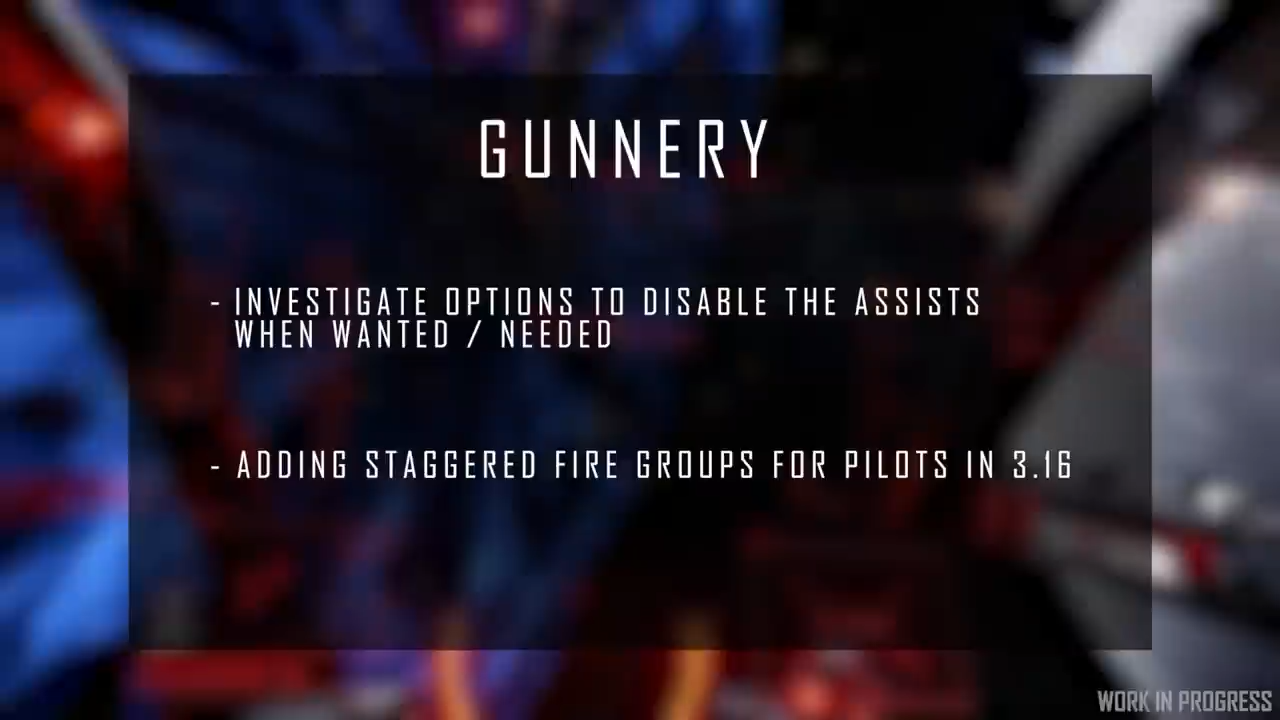 GUNNERY
- INVESTIGATE OPTIONS TO DISABLE THE ASSISTS
WHEN WANTED / NEEDED
- ADDING STAGGERED FIRE GROUPS FOR PILOTS IN 3.16
WORK IN PROGRESS